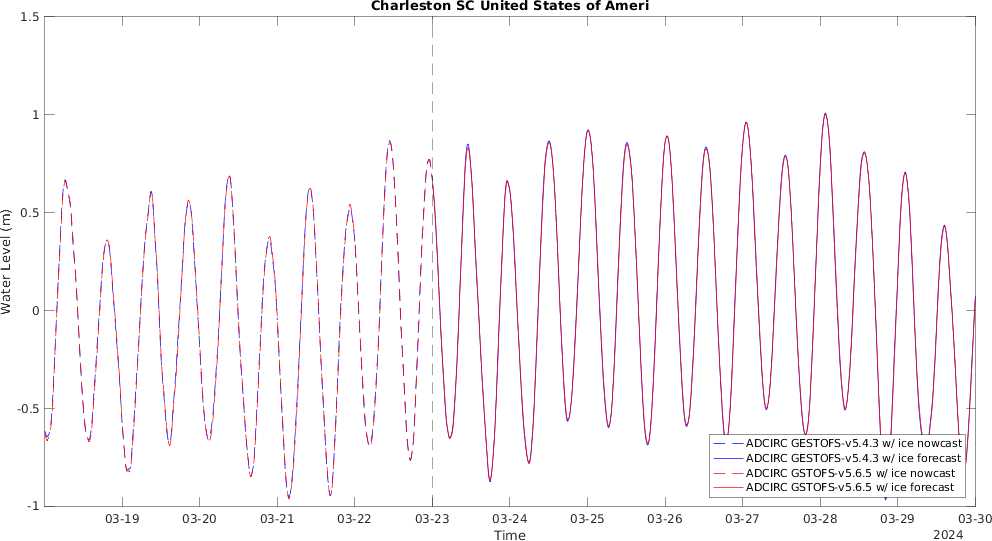 Charleston SC United States of Ameri
Water Level (m)
1.5
1
0.5
0
-0.5
-1
ADCIRC GESTOFS-v5.4.3 w/ ice nowcast
ADCIRC GESTOFS-v5.4.3 w/ ice forecast
ADCIRC GSTOFS-v5.6.5 w/ ice nowcast
ADCIRC GSTOFS-v5.6.5 w/ ice forecast
03-19 03-20 03-21 03-22 03-23 03-24 03-25 03-26 03-27 03-28 03-29 03-30
Time
2024